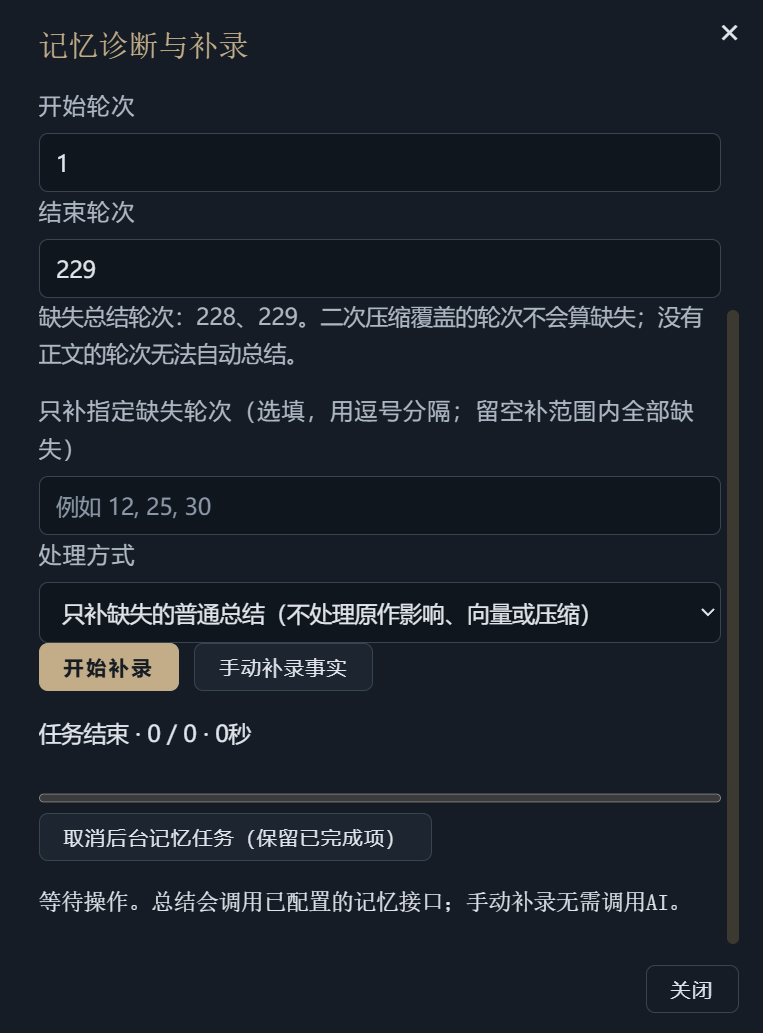 记忆诊断与补录
×
开始轮次
1
结束轮次
229
缺失总结轮次：228、229。二次压缩覆盖的轮次不会算缺失；没有
正文的轮次无法自动总结。
只补指定缺失轮次（选填，用逗号分隔；留空补范围内全部缺
失）
例如 12, 25, 30
处理方式
只补缺失的普通总结（不处理原作影响、向量或压缩）
开始补录
手动补录事实
任务结束 · 0 / 0 · 0秒
取消后台记忆任务（保留已完成项）
等待操作。总结会调用已配置的记忆接口；手动补录无需调用AI。
关闭